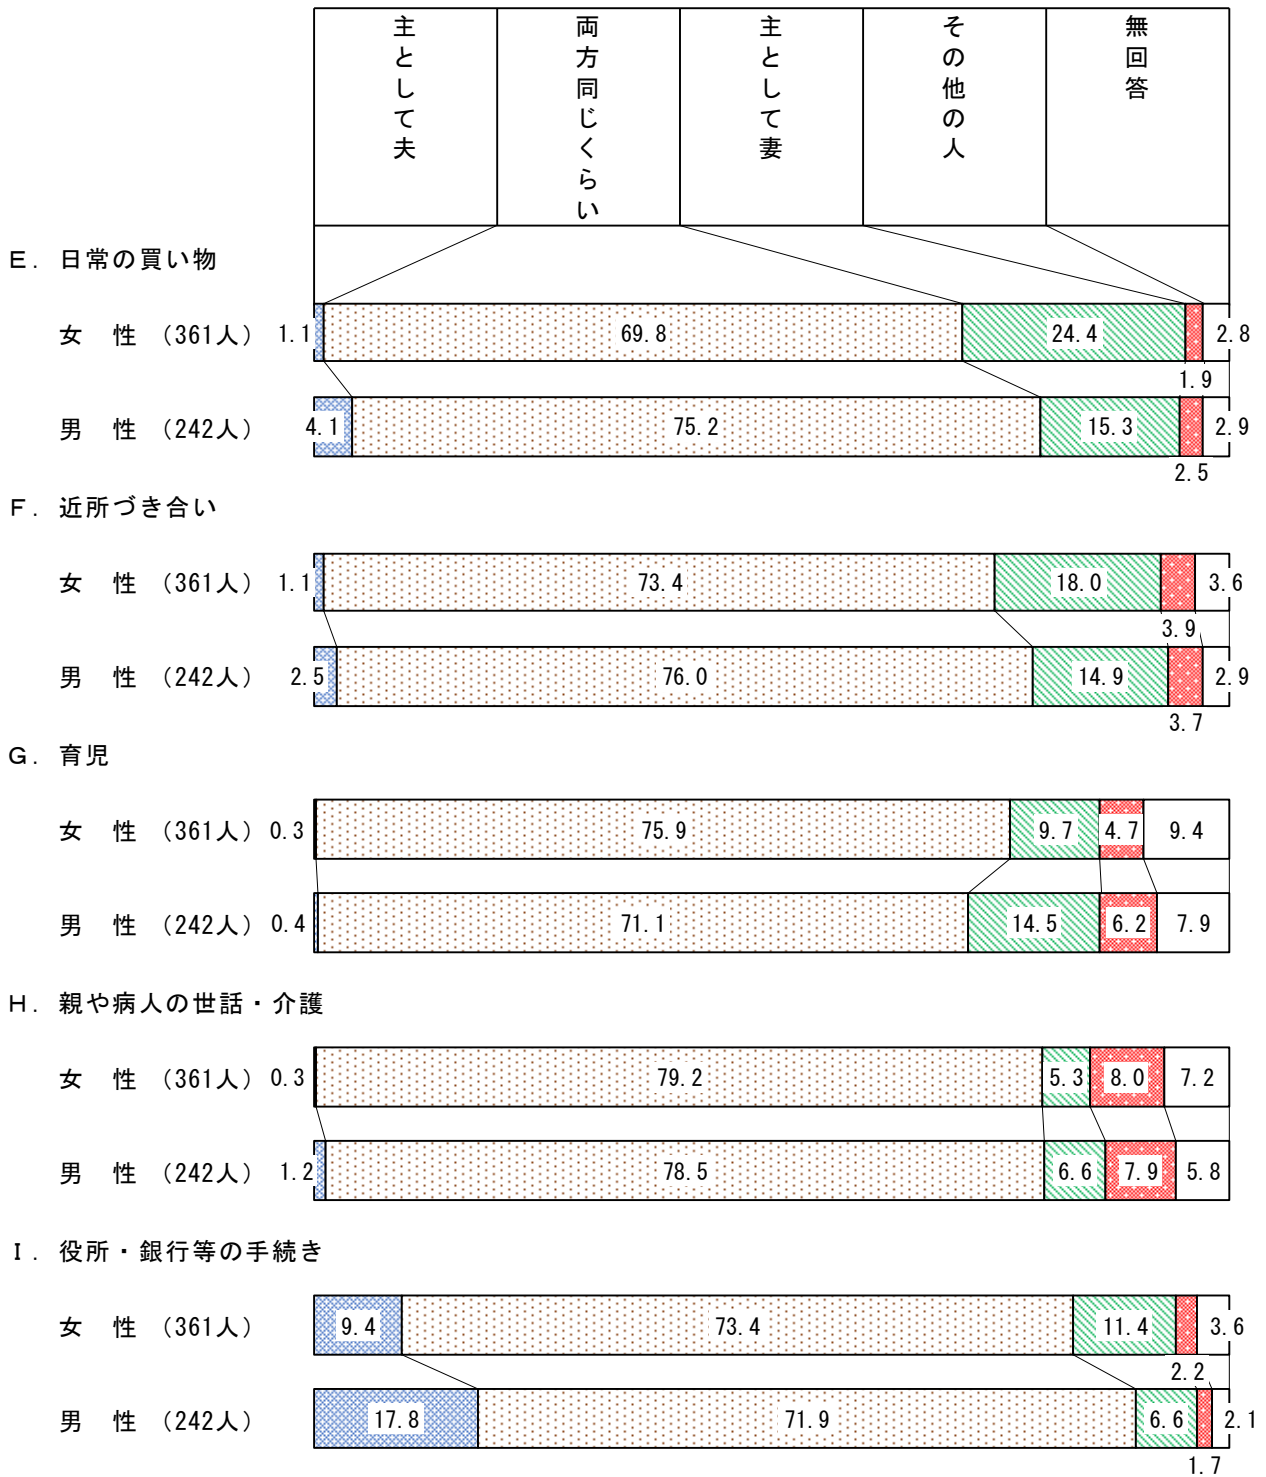 主として夫
両方同じくらい
主として妻
その他の人
無回答
E. 日常の買い物
女 性 (361人) 1.1 69.8 24.4 1.9 2.8
男 性 (242人) 4.1 75.2 15.3 2.5 2.9
F. 近所づき合い
女 性 (361人) 1.1 73.4 18.0 3.9 3.6
男 性 (242人) 2.5 76.0 14.9 3.7 2.9
G. 育児
女 性 (361人) 0.3 75.9 9.7 4.7 9.4
男 性 (242人) 0.4 71.1 14.5 6.2 7.9
H. 親や病人の世話・介護
女 性 (361人) 0.3 79.2 5.3 8.0 7.2
男 性 (242人) 1.2 78.5 6.6 7.9 5.8
I. 役所・銀行等の手続き
女 性 (361人) 9.4 73.4 11.4 2.2 3.6
男 性 (242人) 17.8 71.9 6.6 1.7 2.1